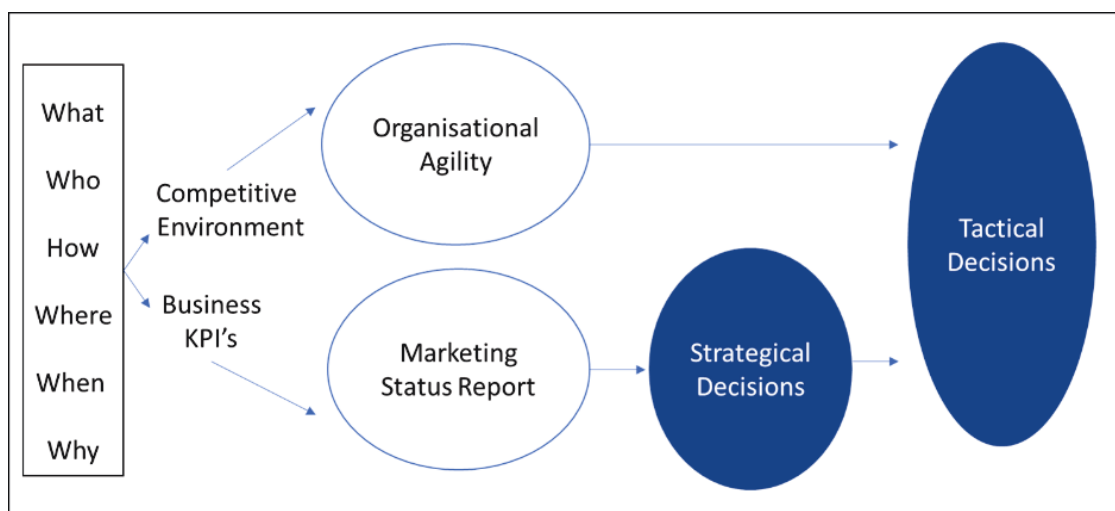 What
Who
How
Where
When
Why
Competitive
Environment
Business
KPI’s
Organisational
Agility
Marketing
Status Report
Strategical
Decisions
Tactical
Decisions